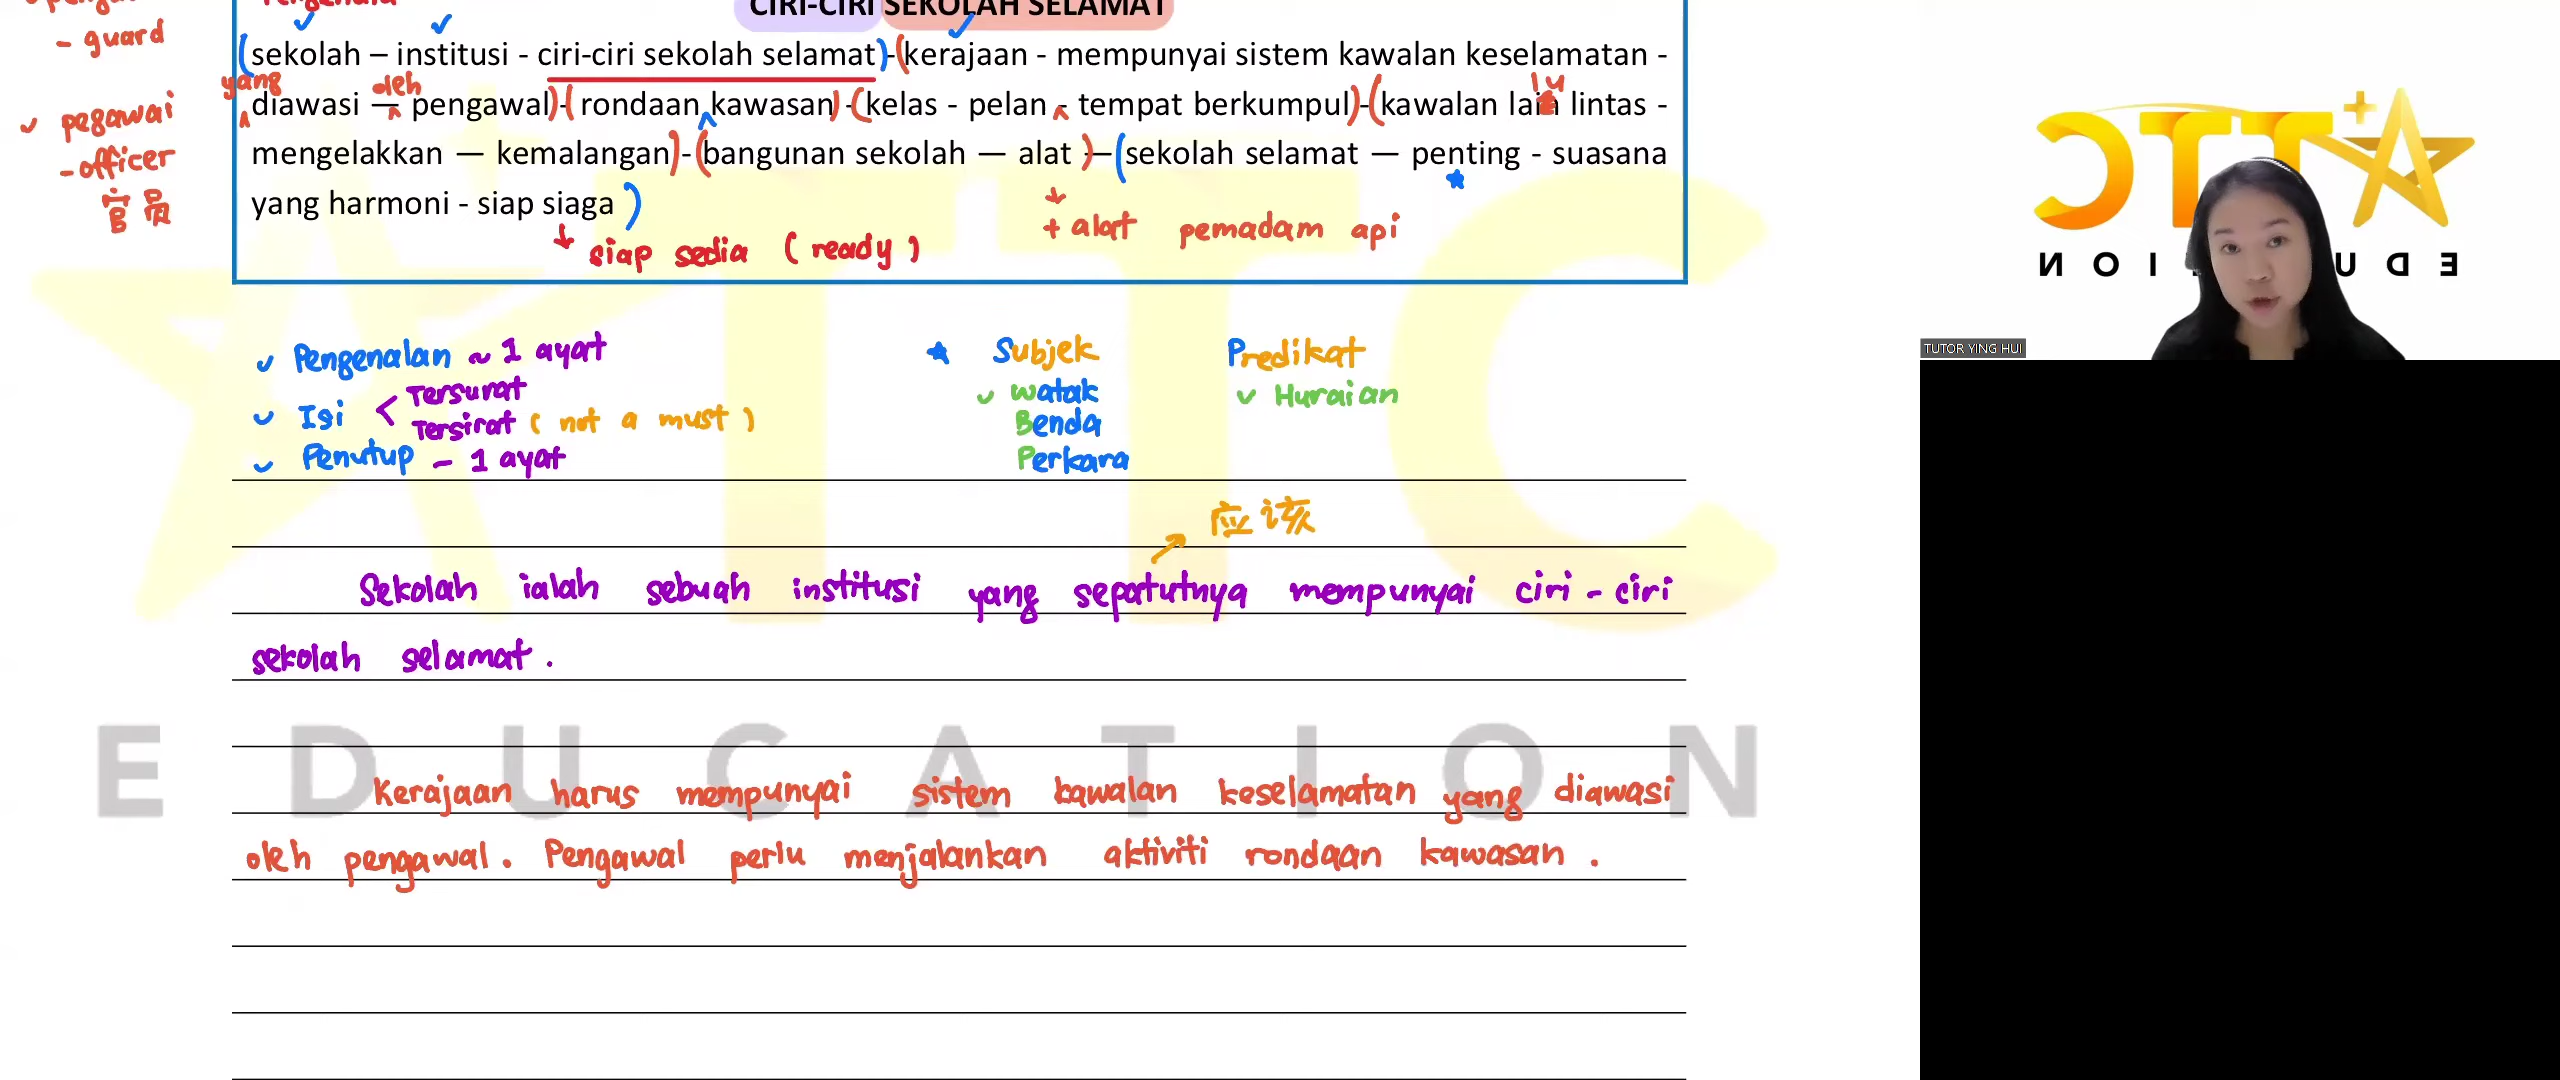 - guard
✓ pegawai
- officer
官员
CIRI-CIRI SEKOLAH SELAMAT
(sekolah – institusi - ciri-ciri sekolah selamat)-(kerajaan - mempunyai sistem kawalan keselamatan -
yang oleh lu
diawasi — pengawal)-( rondaan kawasan) -(kelas - pelan - tempat berkumpul)-(kawalan lain lintas -
mengelakkan — kemalangan)-(bangunan sekolah — alat )—(sekolah selamat — penting - suasana
yang harmoni - siap siaga )
+ alat pemadam api
siap sedia ( ready )
✓ Pengenalan ~ 1 ayat
✓ Isi < Tersurat
Tersirat ( not a must )
✓ Penutup - 1 ayat
★ Subjek Predikat
✓ Watak ✓ Huraian
Benda
Perkara
应该
Sekolah ialah sebuah institusi yang sepatutnya mempunyai ciri - ciri
sekolah selamat .
Kerajaan harus mempunyai sistem kawalan keselamatan yang diawasi
oleh pengawal . Pengawal perlu menjalankan aktiviti rondaan kawasan .
TTC
EDUCATION
TUTOR YING HUI